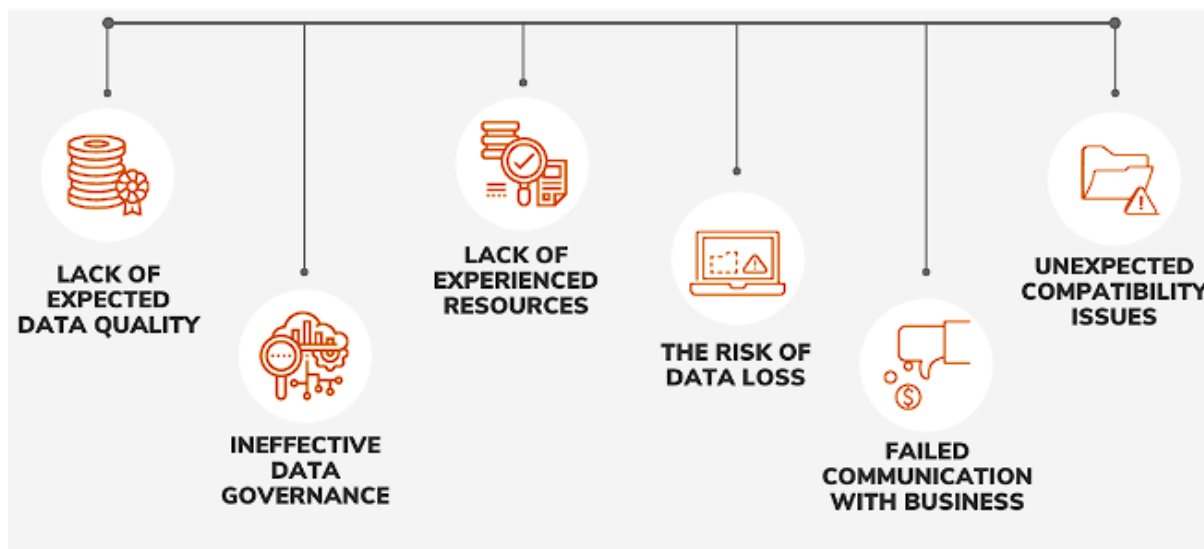 LACK OF
EXPECTED
DATA QUALITY
INEFFECTIVE
DATA
GOVERNANCE
LACK OF
EXPERIENCED
RESOURCES
THE RISK OF
DATA LOSS
$
FAILED
COMMUNICATION
WITH BUSINESS
UNEXPECTED
COMPATIBILITY
ISSUES